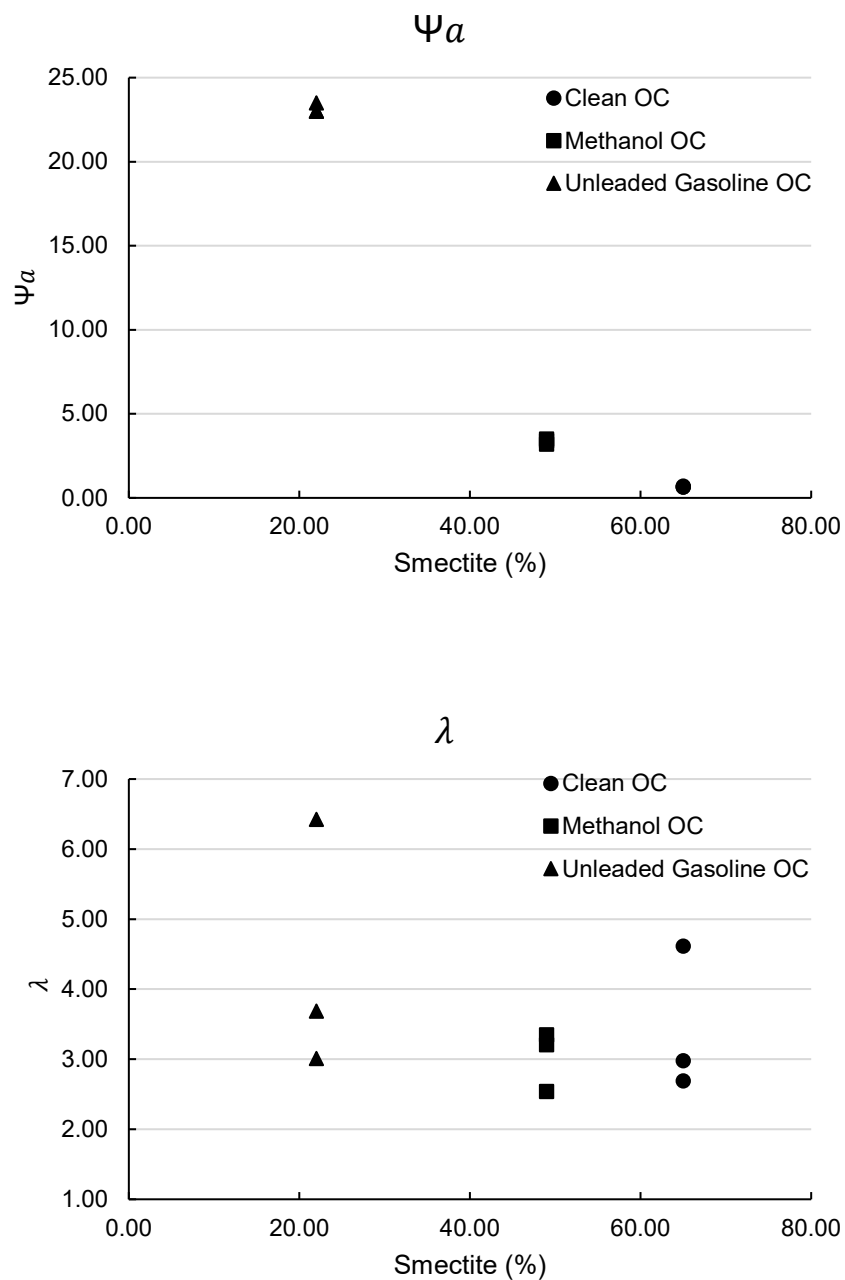 Ψa
25.00
20.00
15.00
10.00
5.00
0.00
Ψa
Clean OC
Methanol OC
Unleaded Gasoline OC
0.00 20.00 40.00 60.00 80.00
Smectite (%)
λ
7.00
6.00
5.00
4.00
3.00
2.00
1.00
λ
Clean OC
Methanol OC
Unleaded Gasoline OC
0.00 20.00 40.00 60.00 80.00
Smectite (%)